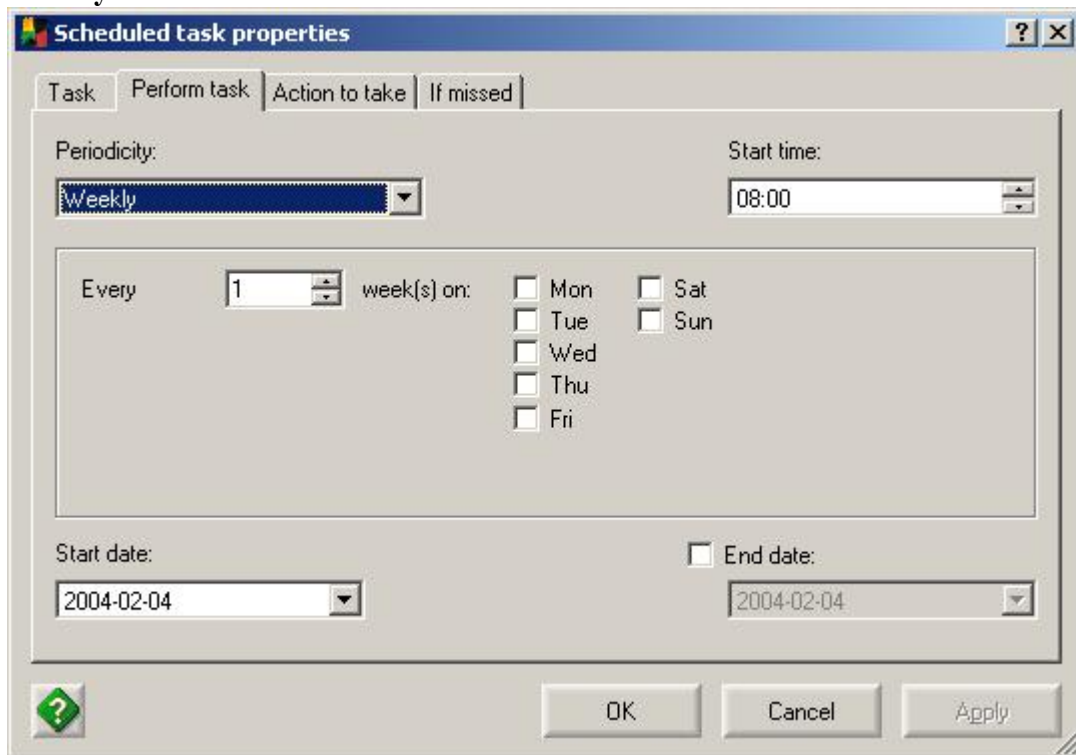 Scheduled task properties
Task Perform task Action to take If missed
Periodicity: Start time:
Weekly 08:00
Every 1 week(s) on: Mon Sat
Tue Sun
Wed
Thu
Fri
Start date: End date:
2004-02-04 2004-02-04
OK Cancel Apply